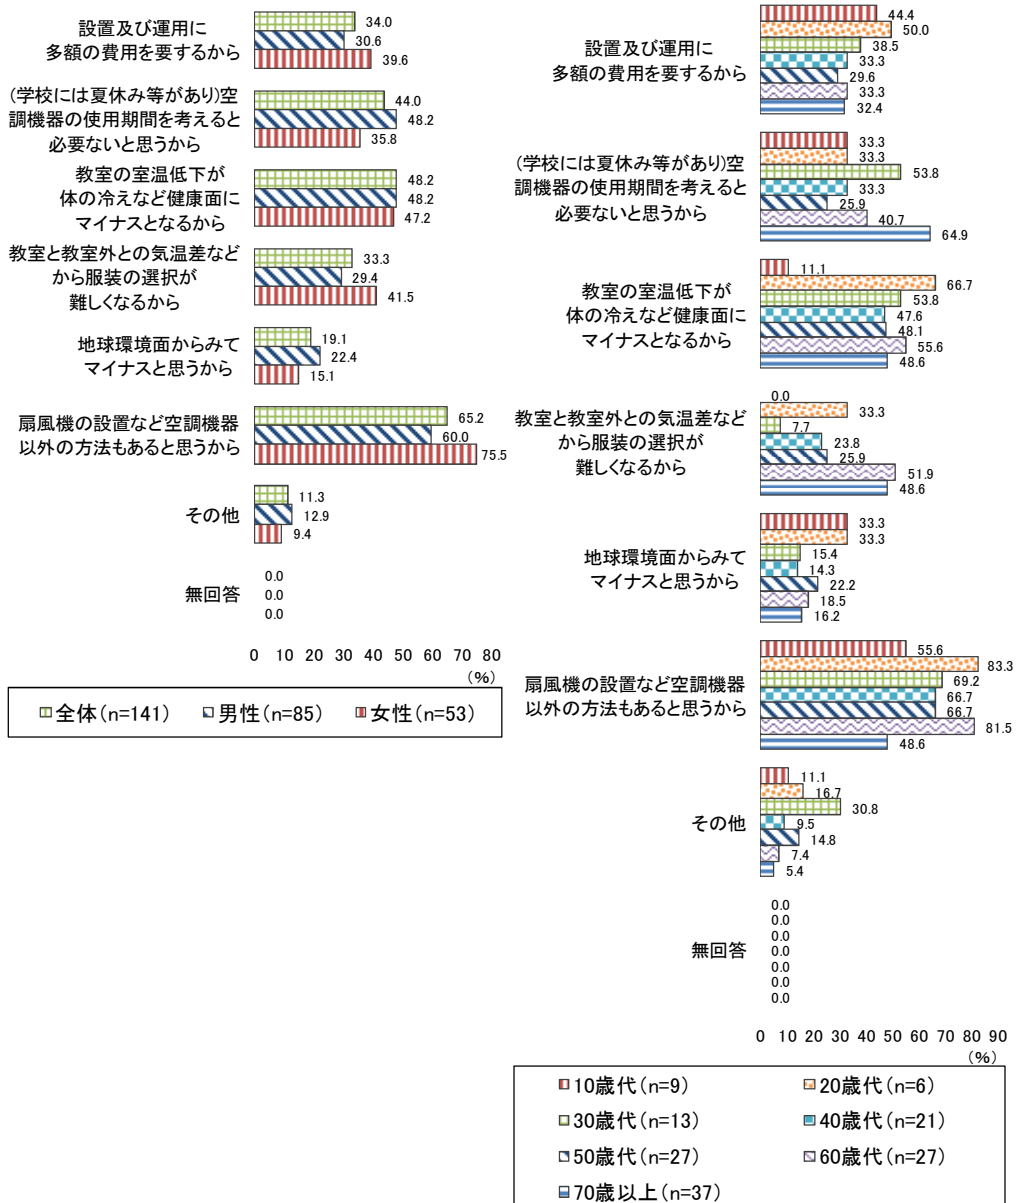 設置及び運用に
多額の費用を要するから
34.0
30.6
39.6
(学校には夏休み等があり)空
調機器の使用期間を考えると
必要ないと思うから
44.0
48.2
35.8
教室の室温低下が
体の冷えなど健康面に
マイナスとなるから
48.2
48.2
47.2
教室と教室外との気温差など
から服装の選択が
難しくなるから
33.3
29.4
41.5
地球環境面からみて
マイナスと思うから
19.1
22.4
15.1
扇風機の設置など空調機器
以外の方法もあると思うから
65.2
60.0
75.5
その他
11.3
12.9
9.4
無回答
0.0
0.0
0.0
0 10 20 30 40 50 60 70 80
(%)
全体(n=141) 男性(n=85) 女性(n=53)
設置及び運用に
多額の費用を要するから
44.4
50.0
38.5
33.3
29.6
33.3
32.4
(学校には夏休み等があり)空
調機器の使用期間を考えると
必要ないと思うから
33.3
33.3
53.8
33.3
25.9
40.7
64.9
教室の室温低下が
体の冷えなど健康面に
マイナスとなるから
11.1
66.7
53.8
47.6
48.1
55.6
48.6
教室と教室外との気温差など
から服装の選択が
難しくなるから
0.0
33.3
7.7
23.8
25.9
51.9
48.6
地球環境面からみて
マイナスと思うから
33.3
33.3
15.4
14.3
22.2
18.5
16.2
扇風機の設置など空調機器
以外の方法もあると思うから
55.6
83.3
69.2
66.7
66.7
81.5
48.6
その他
11.1
16.7
30.8
9.5
14.8
7.4
5.4
無回答
0.0
0.0
0.0
0.0
0.0
0.0
0.0
0 10 20 30 40 50 60 70 80 90
(%)
10歳代(n=9) 20歳代(n=6)
30歳代(n=13) 40歳代(n=21)
50歳代(n=27) 60歳代(n=27)
70歳以上(n=37)